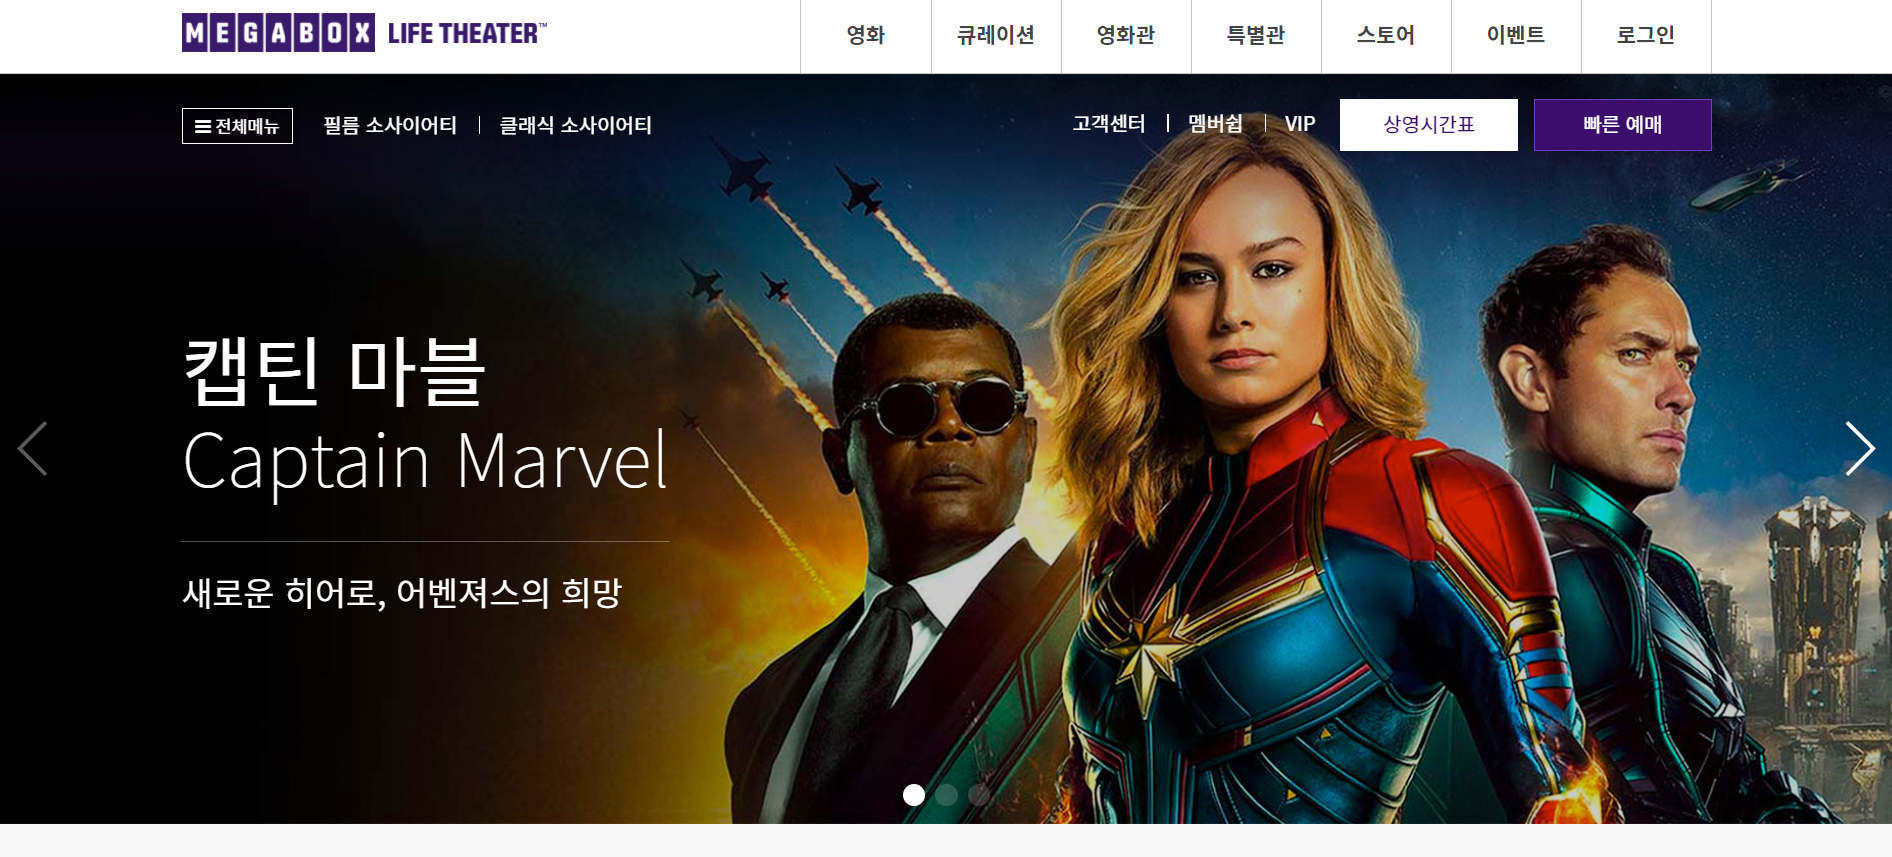 MEGABOX LIFE THEATER™
영화 큐레이션 영화관 특별관 스토어 이벤트 로그인
전체메뉴 필름 소사이어티 클래식 소사이어티 고객센터 멤버쉽 VIP 상영시간표 빠른 예매
캡틴 마블
Captain Marvel
새로운 히어로, 어벤져스의 희망